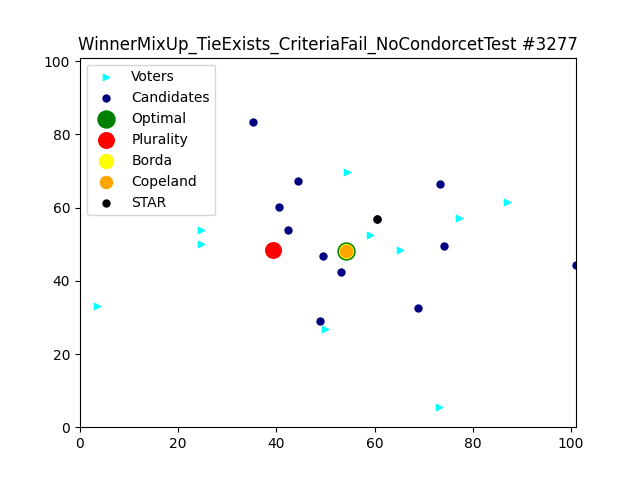 WinnerMixUp_TieExists_CriteriaFail_NoCondorcetTest #3277
Voters
Candidates
Optimal
Plurality
Borda
Copeland
STAR
100
80
60
40
20
0
0 20 40 60 80 100